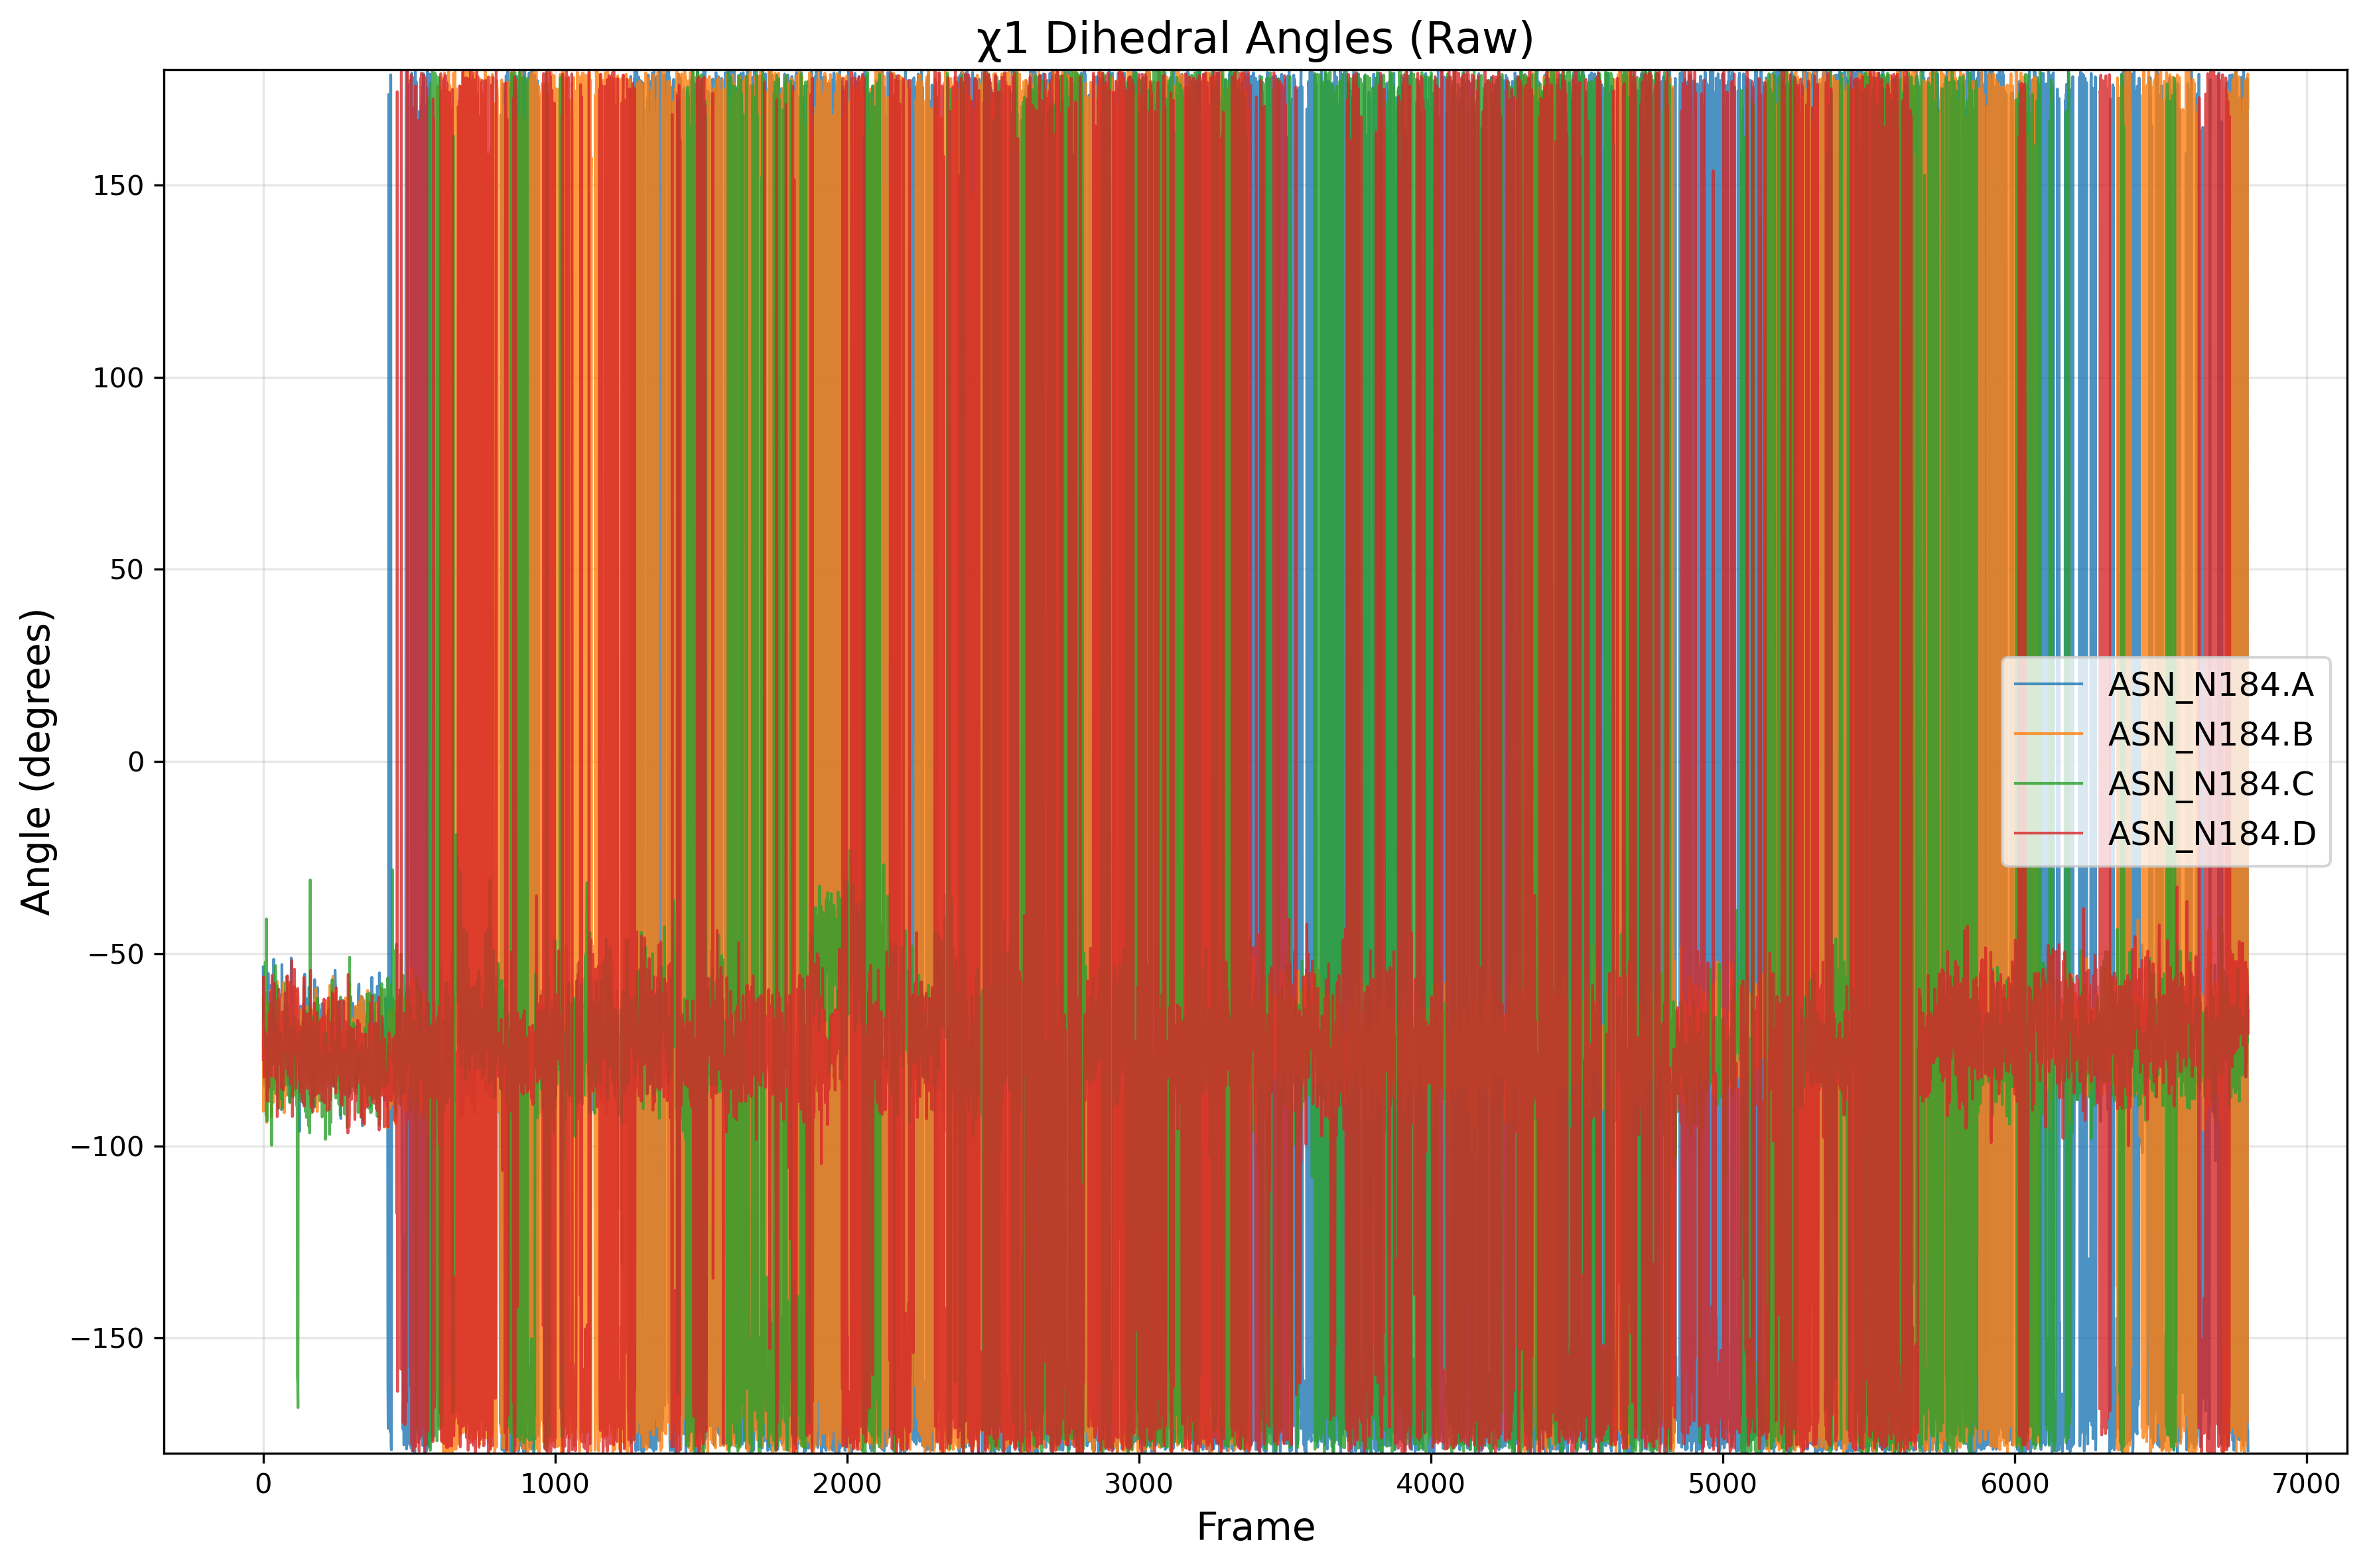 χ1 Dihedral Angles (Raw)
Angle (degrees)
150
100
50
0
−50
−100
−150
ASN_N184.A
ASN_N184.B
ASN_N184.C
ASN_N184.D
0 1000 2000 3000 4000 5000 6000 7000
Frame